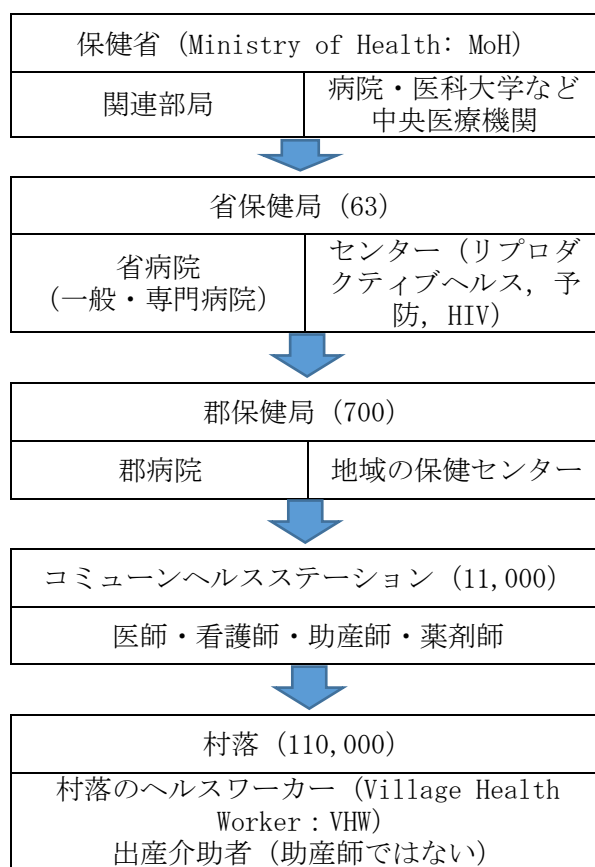 保健省 (Ministry of Health: MoH)
関連部局
病院・医科大学など
中央医療機関
省保健局 (63)
省病院
(一般・専門病院)
センター (リプロダ
クティブヘルス, 予
防, HIV)
郡保健局 (700)
郡病院
地域の保健センター
コミューンヘルスステーション (11,000)
医師・看護師・助産師・薬剤師
村落 (110,000)
村落のヘルスワーカー (Village Health
Worker：VHW)
出産介助者 (助産師ではない)